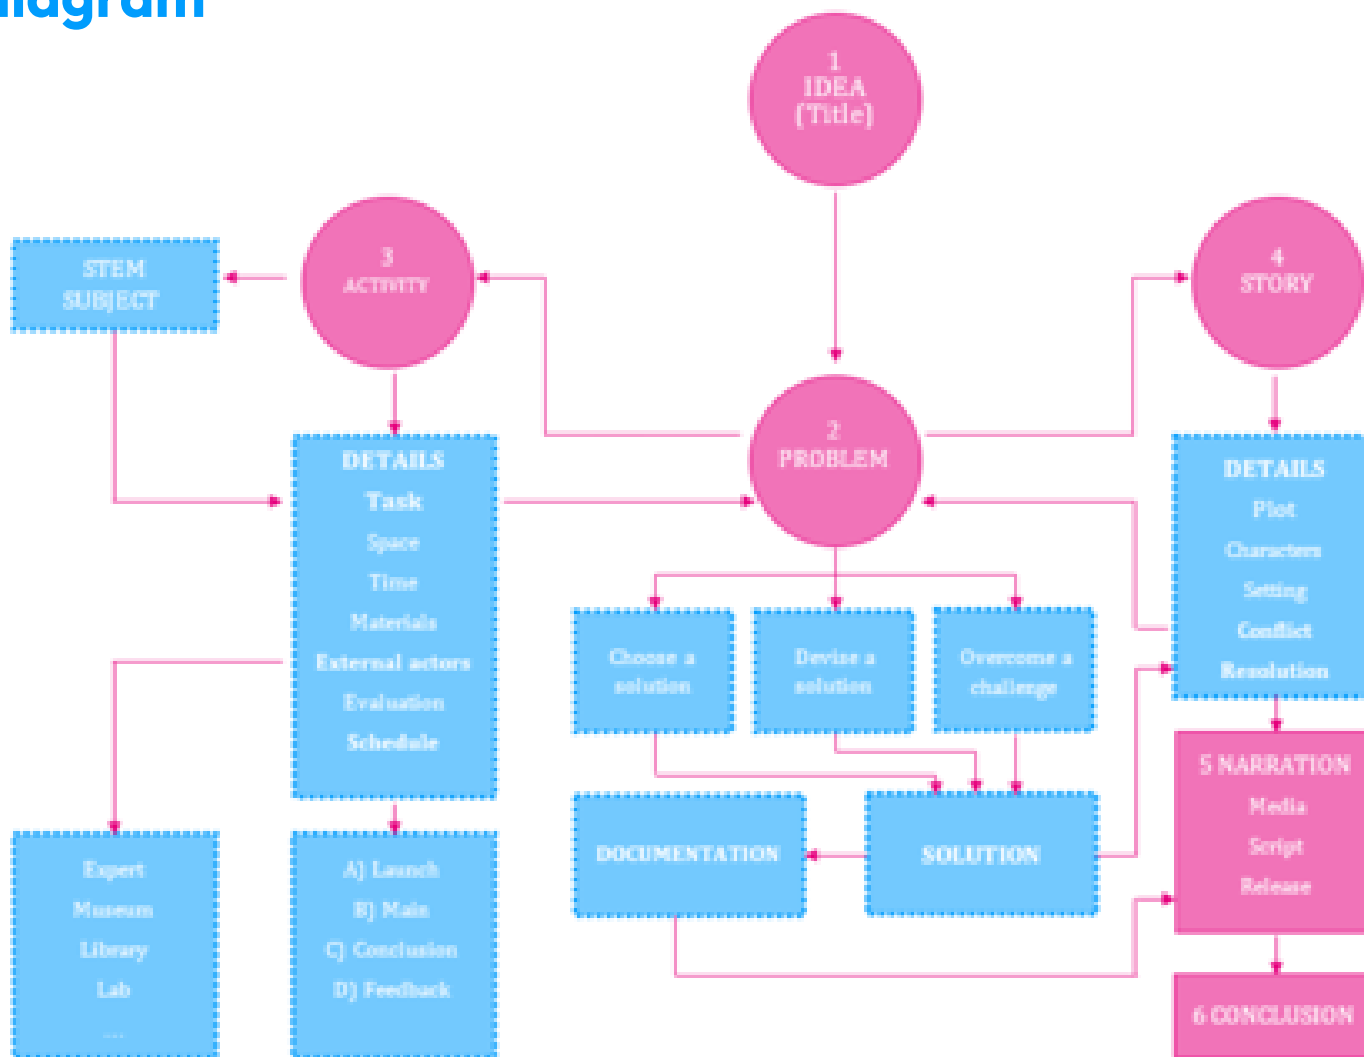 diagram
1
IDEA
(Title)
3
ACTIVITY
4
STORY
STEM
SUBJECT
2
PROBLEM
DETAILS
Task
Space
Time
Materials
External actors
Evaluation
Schedule
DETAILS
Plot
Characters
Setting
Conflict
Resolution
Choose a
solution
Devise a
solution
Overcome a
challenge
5 NARRATION
Media
Script
Release
DOCUMENTATION
SOLUTION
Expert
Museum
Library
Lab
...
A) Launch
B) Main
C) Conclusion
D) Feedback
6 CONCLUSION